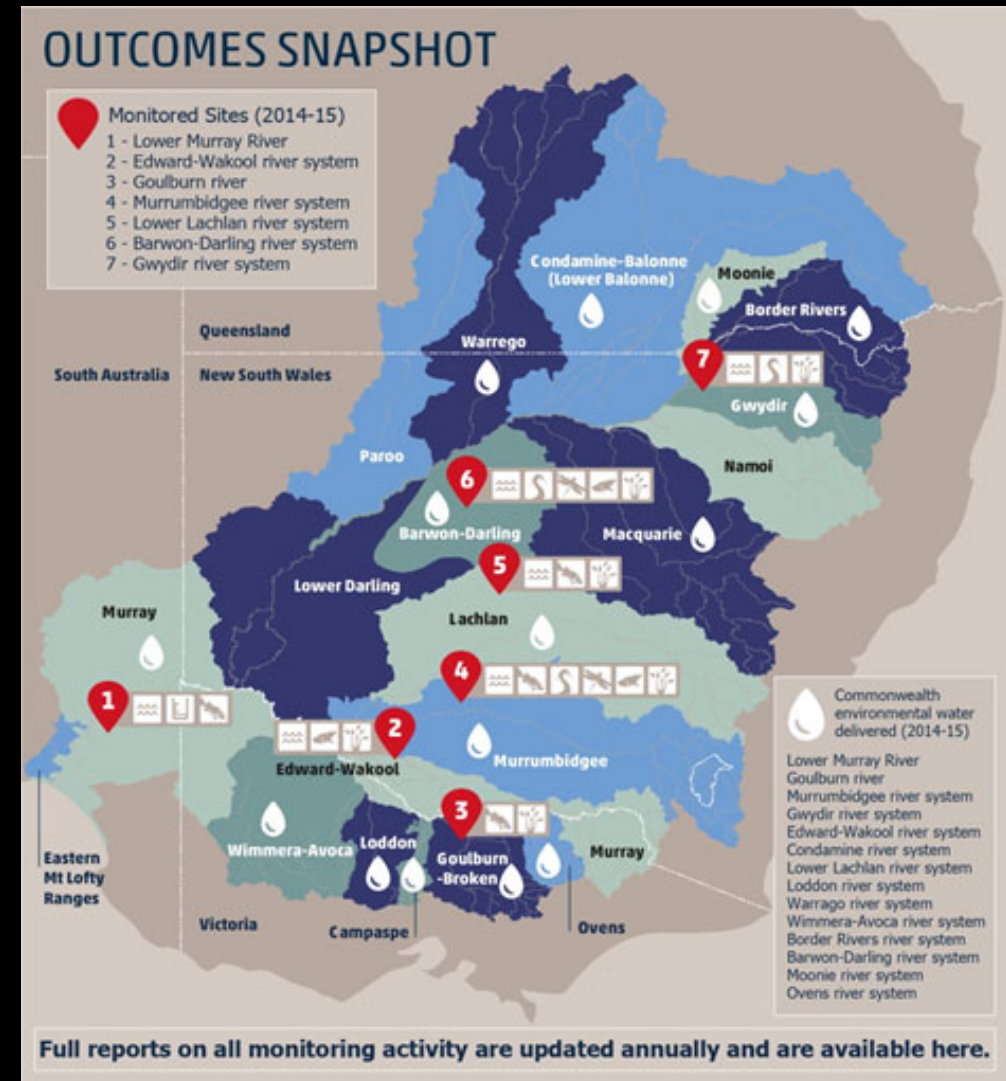 OUTCOMES SNAPSHOT
Monitored Sites (2014-15)
1 - Lower Murray River
2 - Edward-Wakool river system
3 - Goulburn river
4 - Murrumbidgee river system
5 - Lower Lachlan river system
6 - Barwon-Darling river system
7 - Gwydir river system
Condamine-Balonne
(Lower Balonne)
Moonie
Border Rivers
Queensland
Warrego
South Australia
New South Wales
7
Gwydir
Paroo
Namoi
6
Barwon-Darling
Macquarie
5
Lower Darling
Murray
Lachlan
4
1
2
Edward-Wakool
Murrumbidgee
3
Wimmera-Avoca
Loddon
Goulburn
-Broken
Murray
Eastern
Mt Lofty
Ranges
Victoria
Campaspe
Ovens
Commonwealth
environmental water
delivered (2014-15)
Lower Murray River
Goulburn river
Murrumbidgee river system
Gwydir river system
Edward-Wakool river system
Condamine river system
Lower Lachlan river system
Loddon river system
Warrago river system
Wimmera-Avoca river system
Border Rivers river system
Barwon-Darling river system
Moonie river system
Ovens river system
Full reports on all monitoring activity are updated annually and are available here.